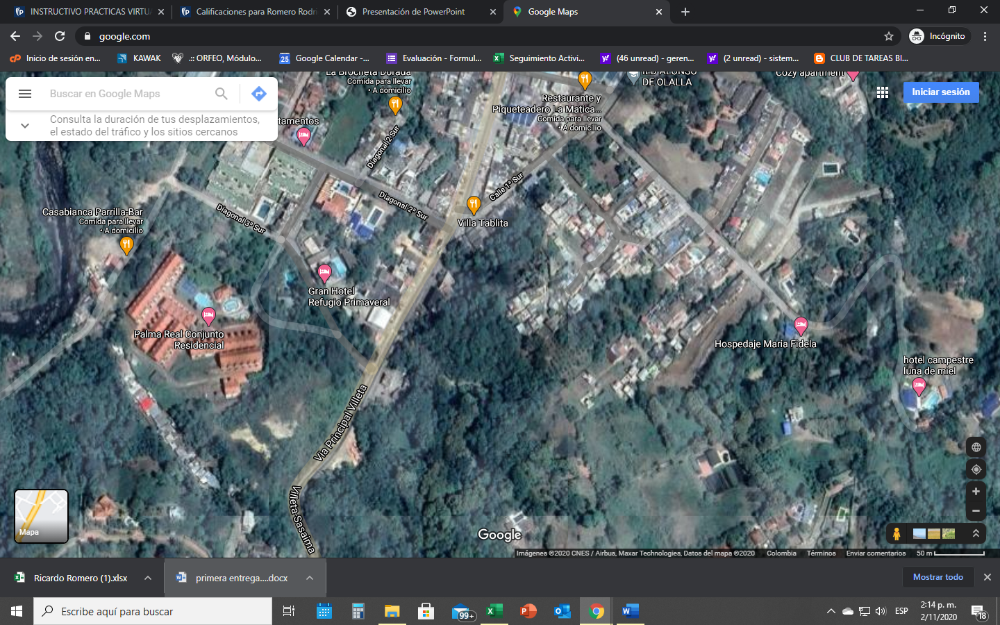 INSTRUCTIVO PRACTICAS VIRTU
Calificaciones para Romero Rodri
Presentación de PowerPoint
Google Maps
google.com
Incógnito
Inicio de sesión en...
KAWAK
.:: ORFEO, Módulo...
Google Calendar -...
Evaluación - Formul...
Seguimiento Activi...
(46 unread) - geren...
(2 unread) - sistem...
CLUB DE TAREAS BI...
Buscar en Google Maps
Consulta la duración de tus desplazamientos,
el estado del tráfico y los sitios cercanos
Iniciar sesión
La Brocheta Dorada
Comida para llevar
• A domicilio
tamentos
Restaurante y
Piqueteadero La Matica...
Comida para llevar
• A domicilio
IED ALONSO
DE OLALLA
Cozy apartment
Diagonal 2 Sur
Calle 1ª Sur
Diagonal 2ª Sur
Diagonal 3ª Sur
Casabianca Parrilla-Bar
Comida para llevar
• A domicilio
Villa Tablita
Gran Hotel
Refugio Primaveral
Palma Real Conjunto
Residencial
Hospedaje Maria Fidela
hotel campestre
luna de miel
Via Principal Villeta
Villeta-Sasaima
Mapa
Google
Imágenes ©2020 CNES / Airbus, Maxar Technologies, Datos del mapa ©2020
Colombia
Términos
Enviar comentarios
50 m
Ricardo Romero (1).xlsx
primera entrega....docx
Mostrar todo
Escribe aquí para buscar
25
99+
ESP
2:14 p. m.
2/11/2020
18